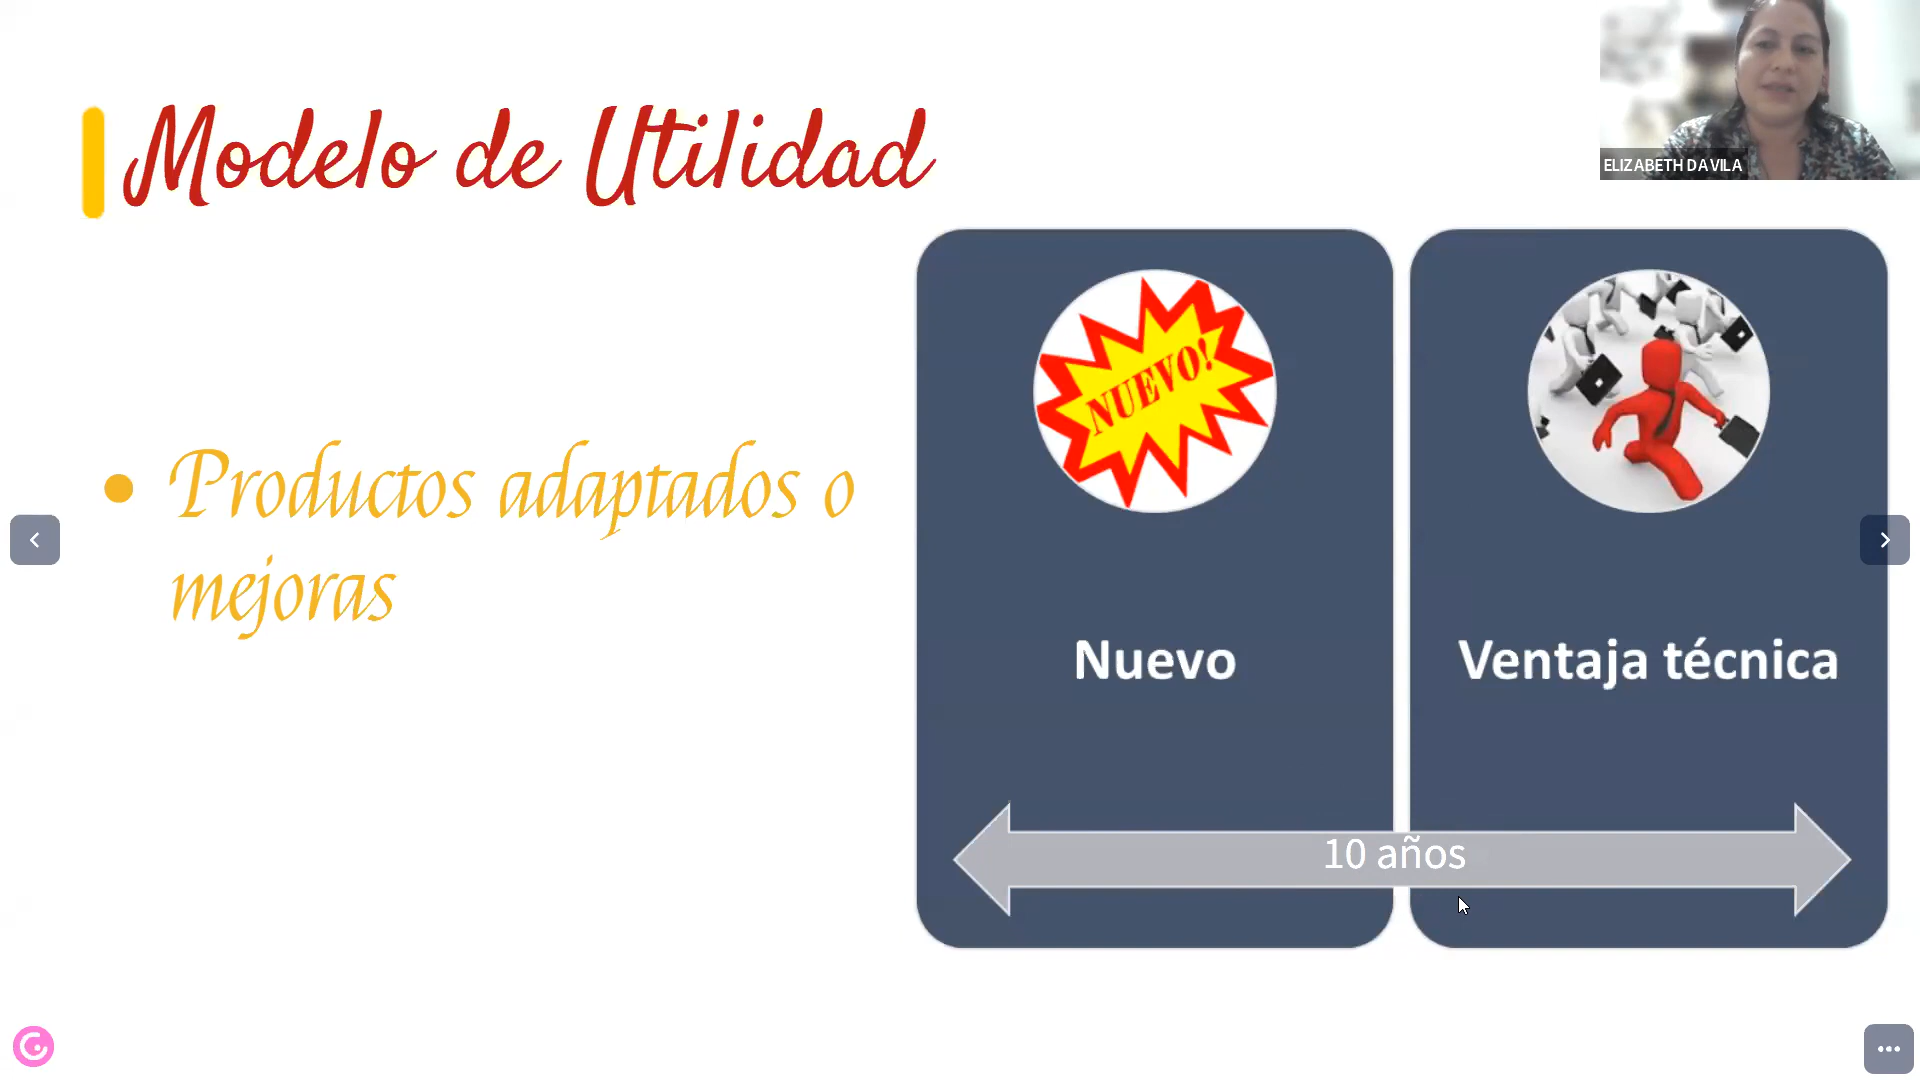 Modelo de Utilidad
ELIZABETH DAVILA
• Productos adaptados o
mejoras
NUEVO!
Nuevo
Ventaja técnica
10 años